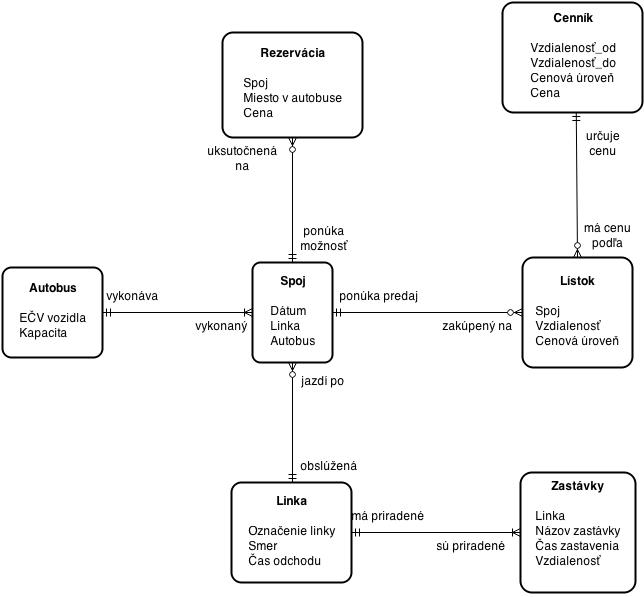 Cenník
Vzdialenosť_od
Vzdialenosť_do
Cenová úroveň
Cena
Rezervácia
Spoj
Miesto v autobuse
Cena
určuje
cenu
uksutočnená
na
ponúka
možnosť
má cenu
podľa
Autobus
EČV vozidla
Kapacita
vykonáva
vykonaný
Spoj
Dátum
Linka
Autobus
ponúka predaj
zakúpený na
Lístok
Spoj
Vzdialenosť
Cenová úroveň
jazdí po
obslúžená
Linka
Označenie linky
Smer
Čas odchodu
má priradené
sú priradené
Zastávky
Linka
Názov zastávky
Čas zastavenia
Vzdialenosť